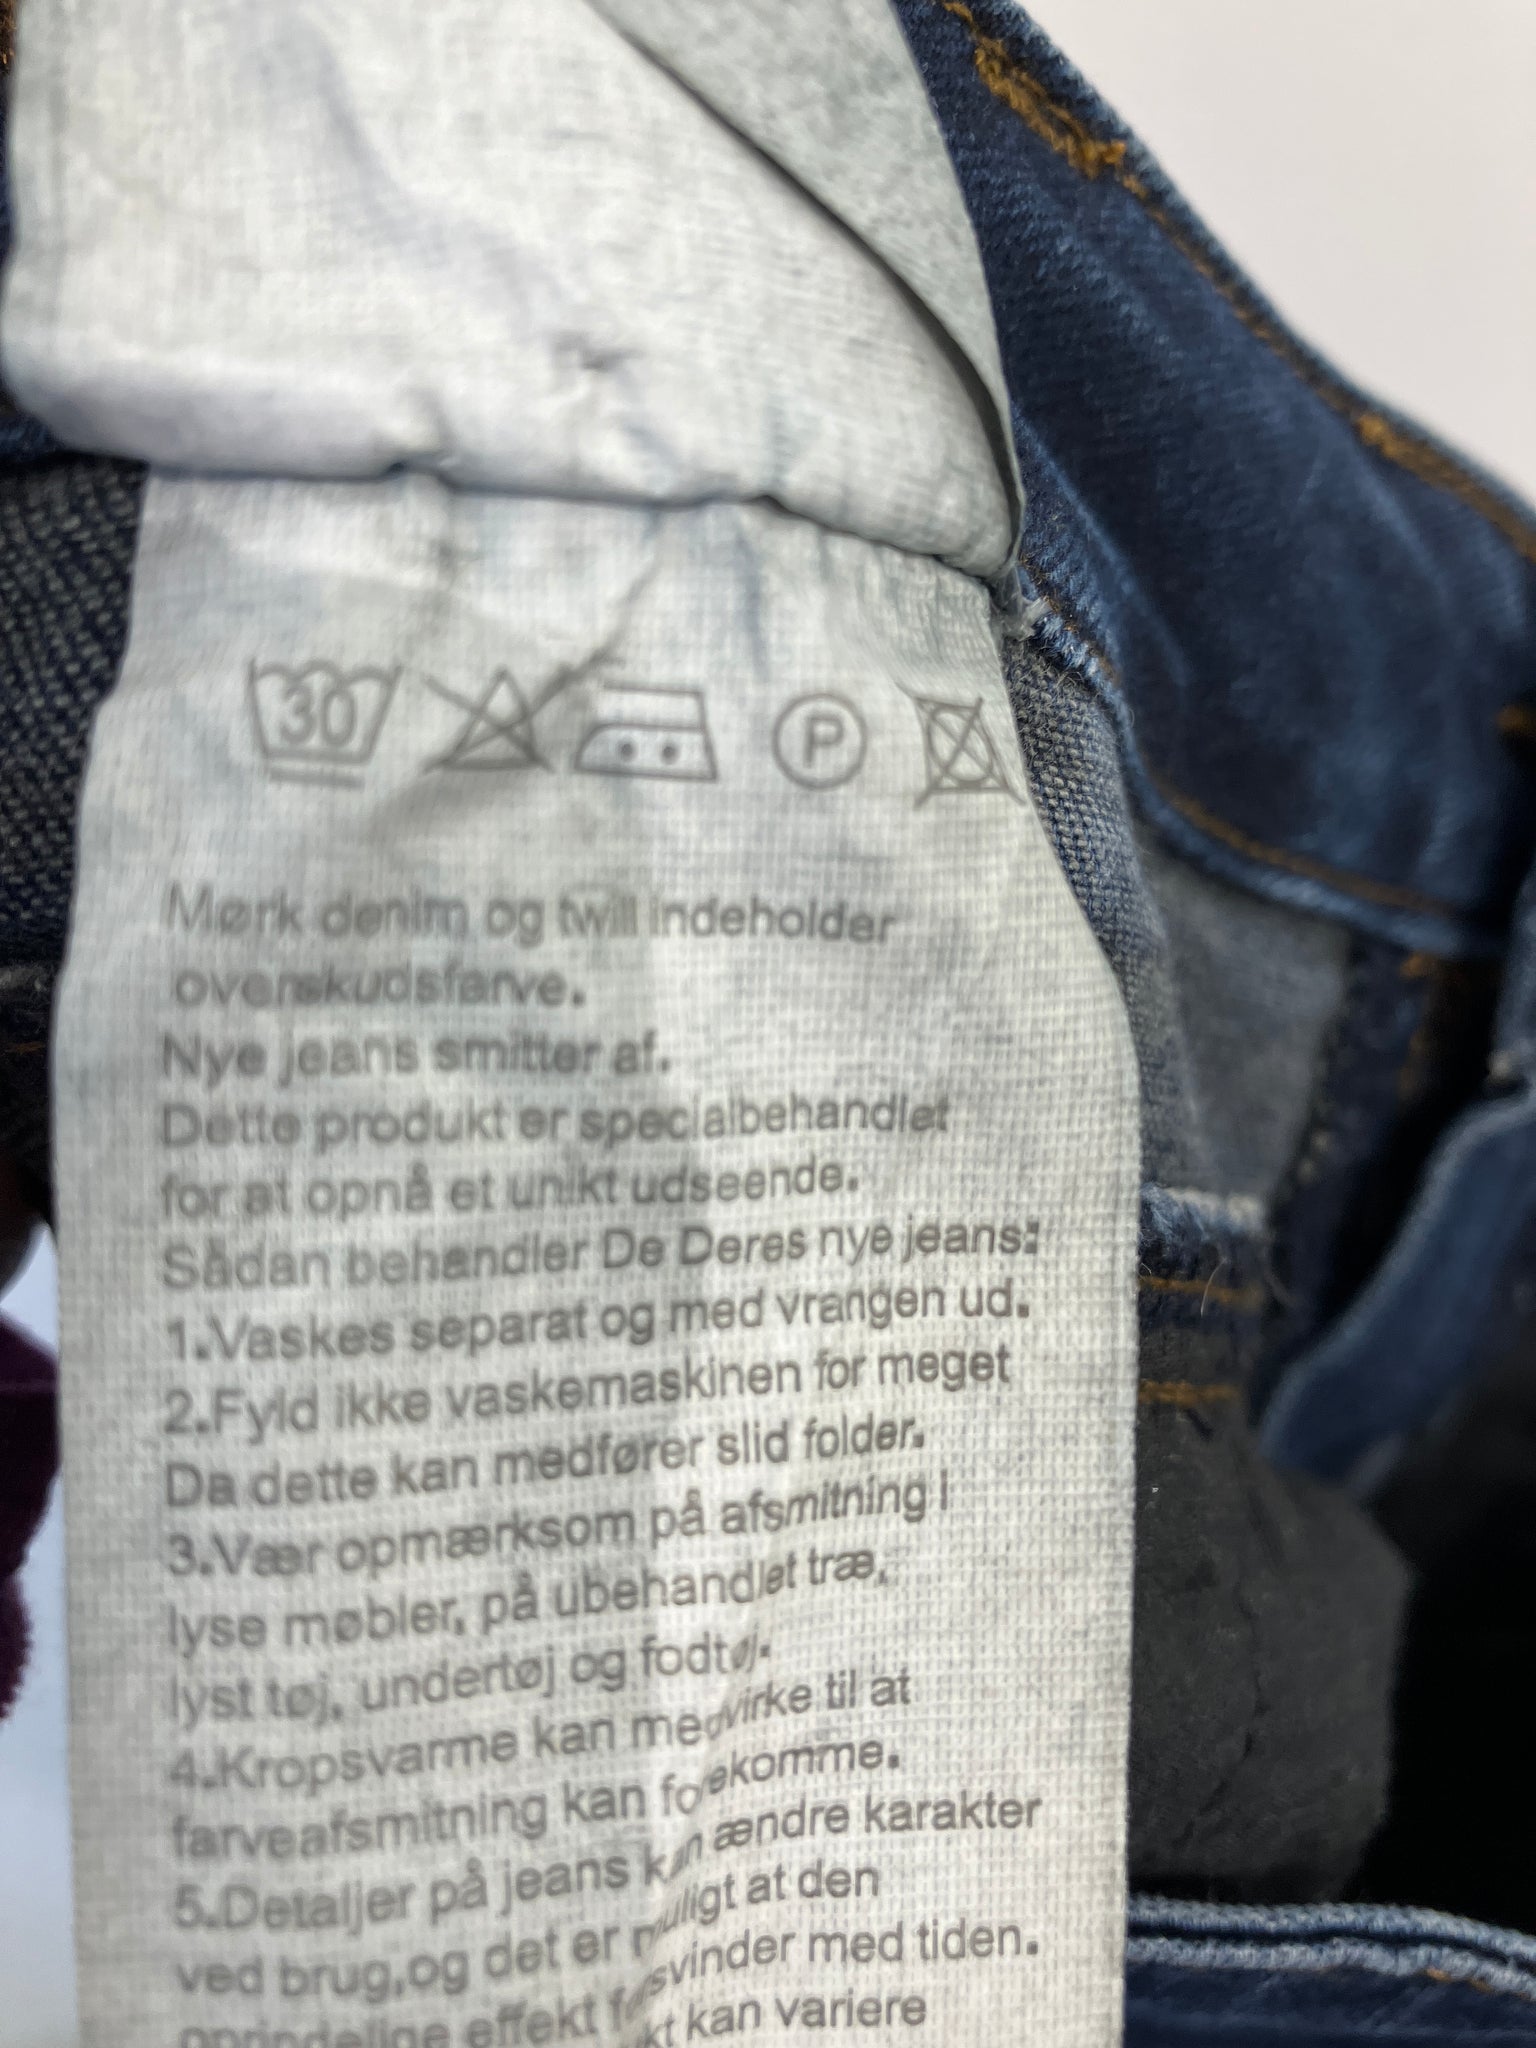 30 P
Mørk denim og twill indeholder
overskudsfarve.
Nye jeans smitter af.
Dette produkt er specialbehandlet
for at opnå et unikt udseende.
Sådan behandler De Deres nye jeans:
1.Vaskes separat og med vrangen ud.
2.Fyld ikke vaskemaskinen for meget
Da dette kan medfører slid folder.
3.Vær opmærksom på afsmitning i
lyse møbler, på ubehandlet træ,
lyst tøj, undertøj og fodtøj.
4.Kropsvarme kan medvirke til at
farveafsmitning kan forekomme.
5.Detaljer på jeans kan ændre karakter
ved brug,og det er muligt at den
oprindelige effekt forsvinder med tiden.
kan variere